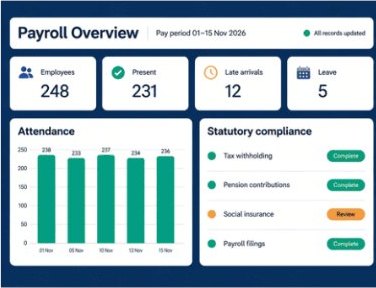 Payroll Overview
Pay period 01–15 Nov 2026
All records updated
Employees
248
Present
231
Late arrivals
12
Leave
5
Attendance
250
200
150
100
50
0
238
233
237
234
236
01 Nov
05 Nov
10 Nov
12 Nov
15 Nov
Statutory compliance
Tax withholding
Complete
Pension contributions
Complete
Social insurance
Review
Payroll filings
Complete